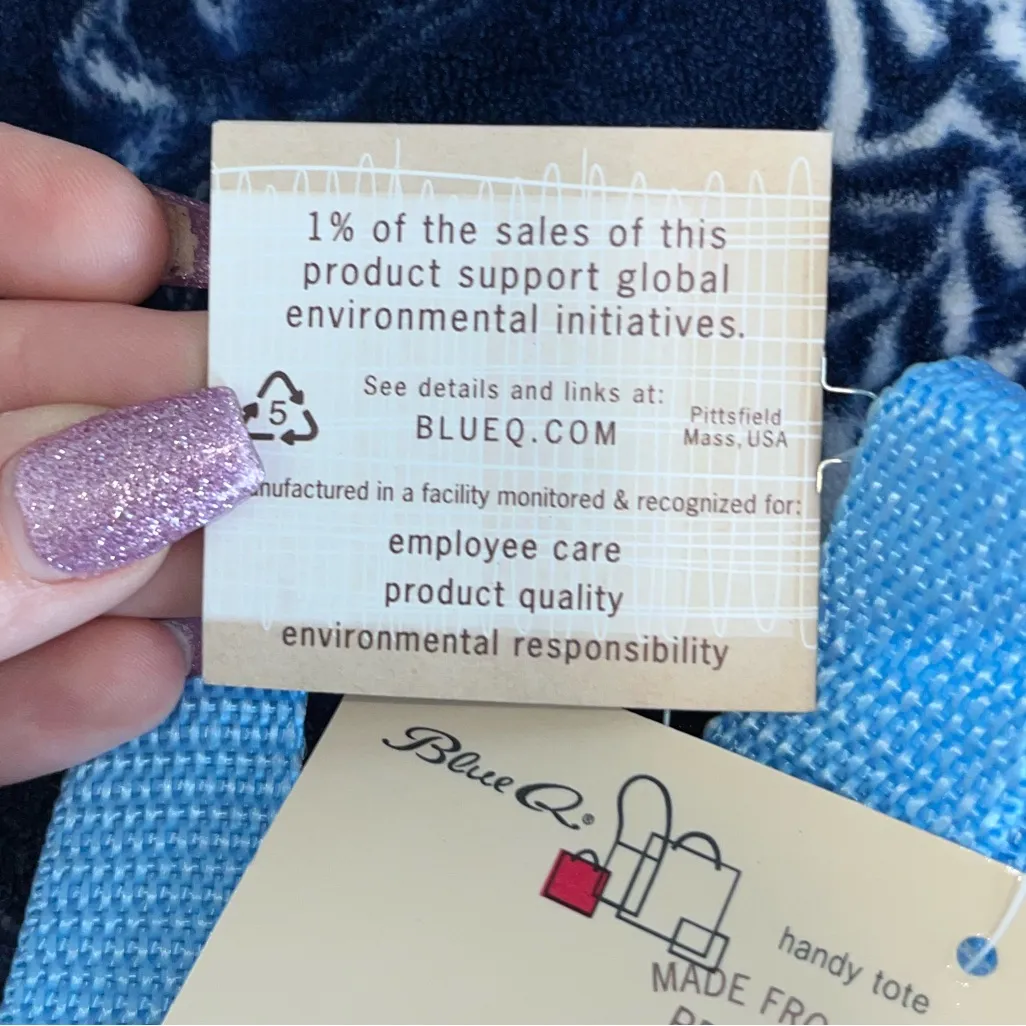 1% of the sales of this
product support global
environmental initiatives.
5
See details and links at:
BLUEQ.COM
Pittsfield
Mass, USA
anufactured in a facility monitored & recognized for:
employee care
product quality
environmental responsibility
Blue Q®
handy tote
MADE FRO